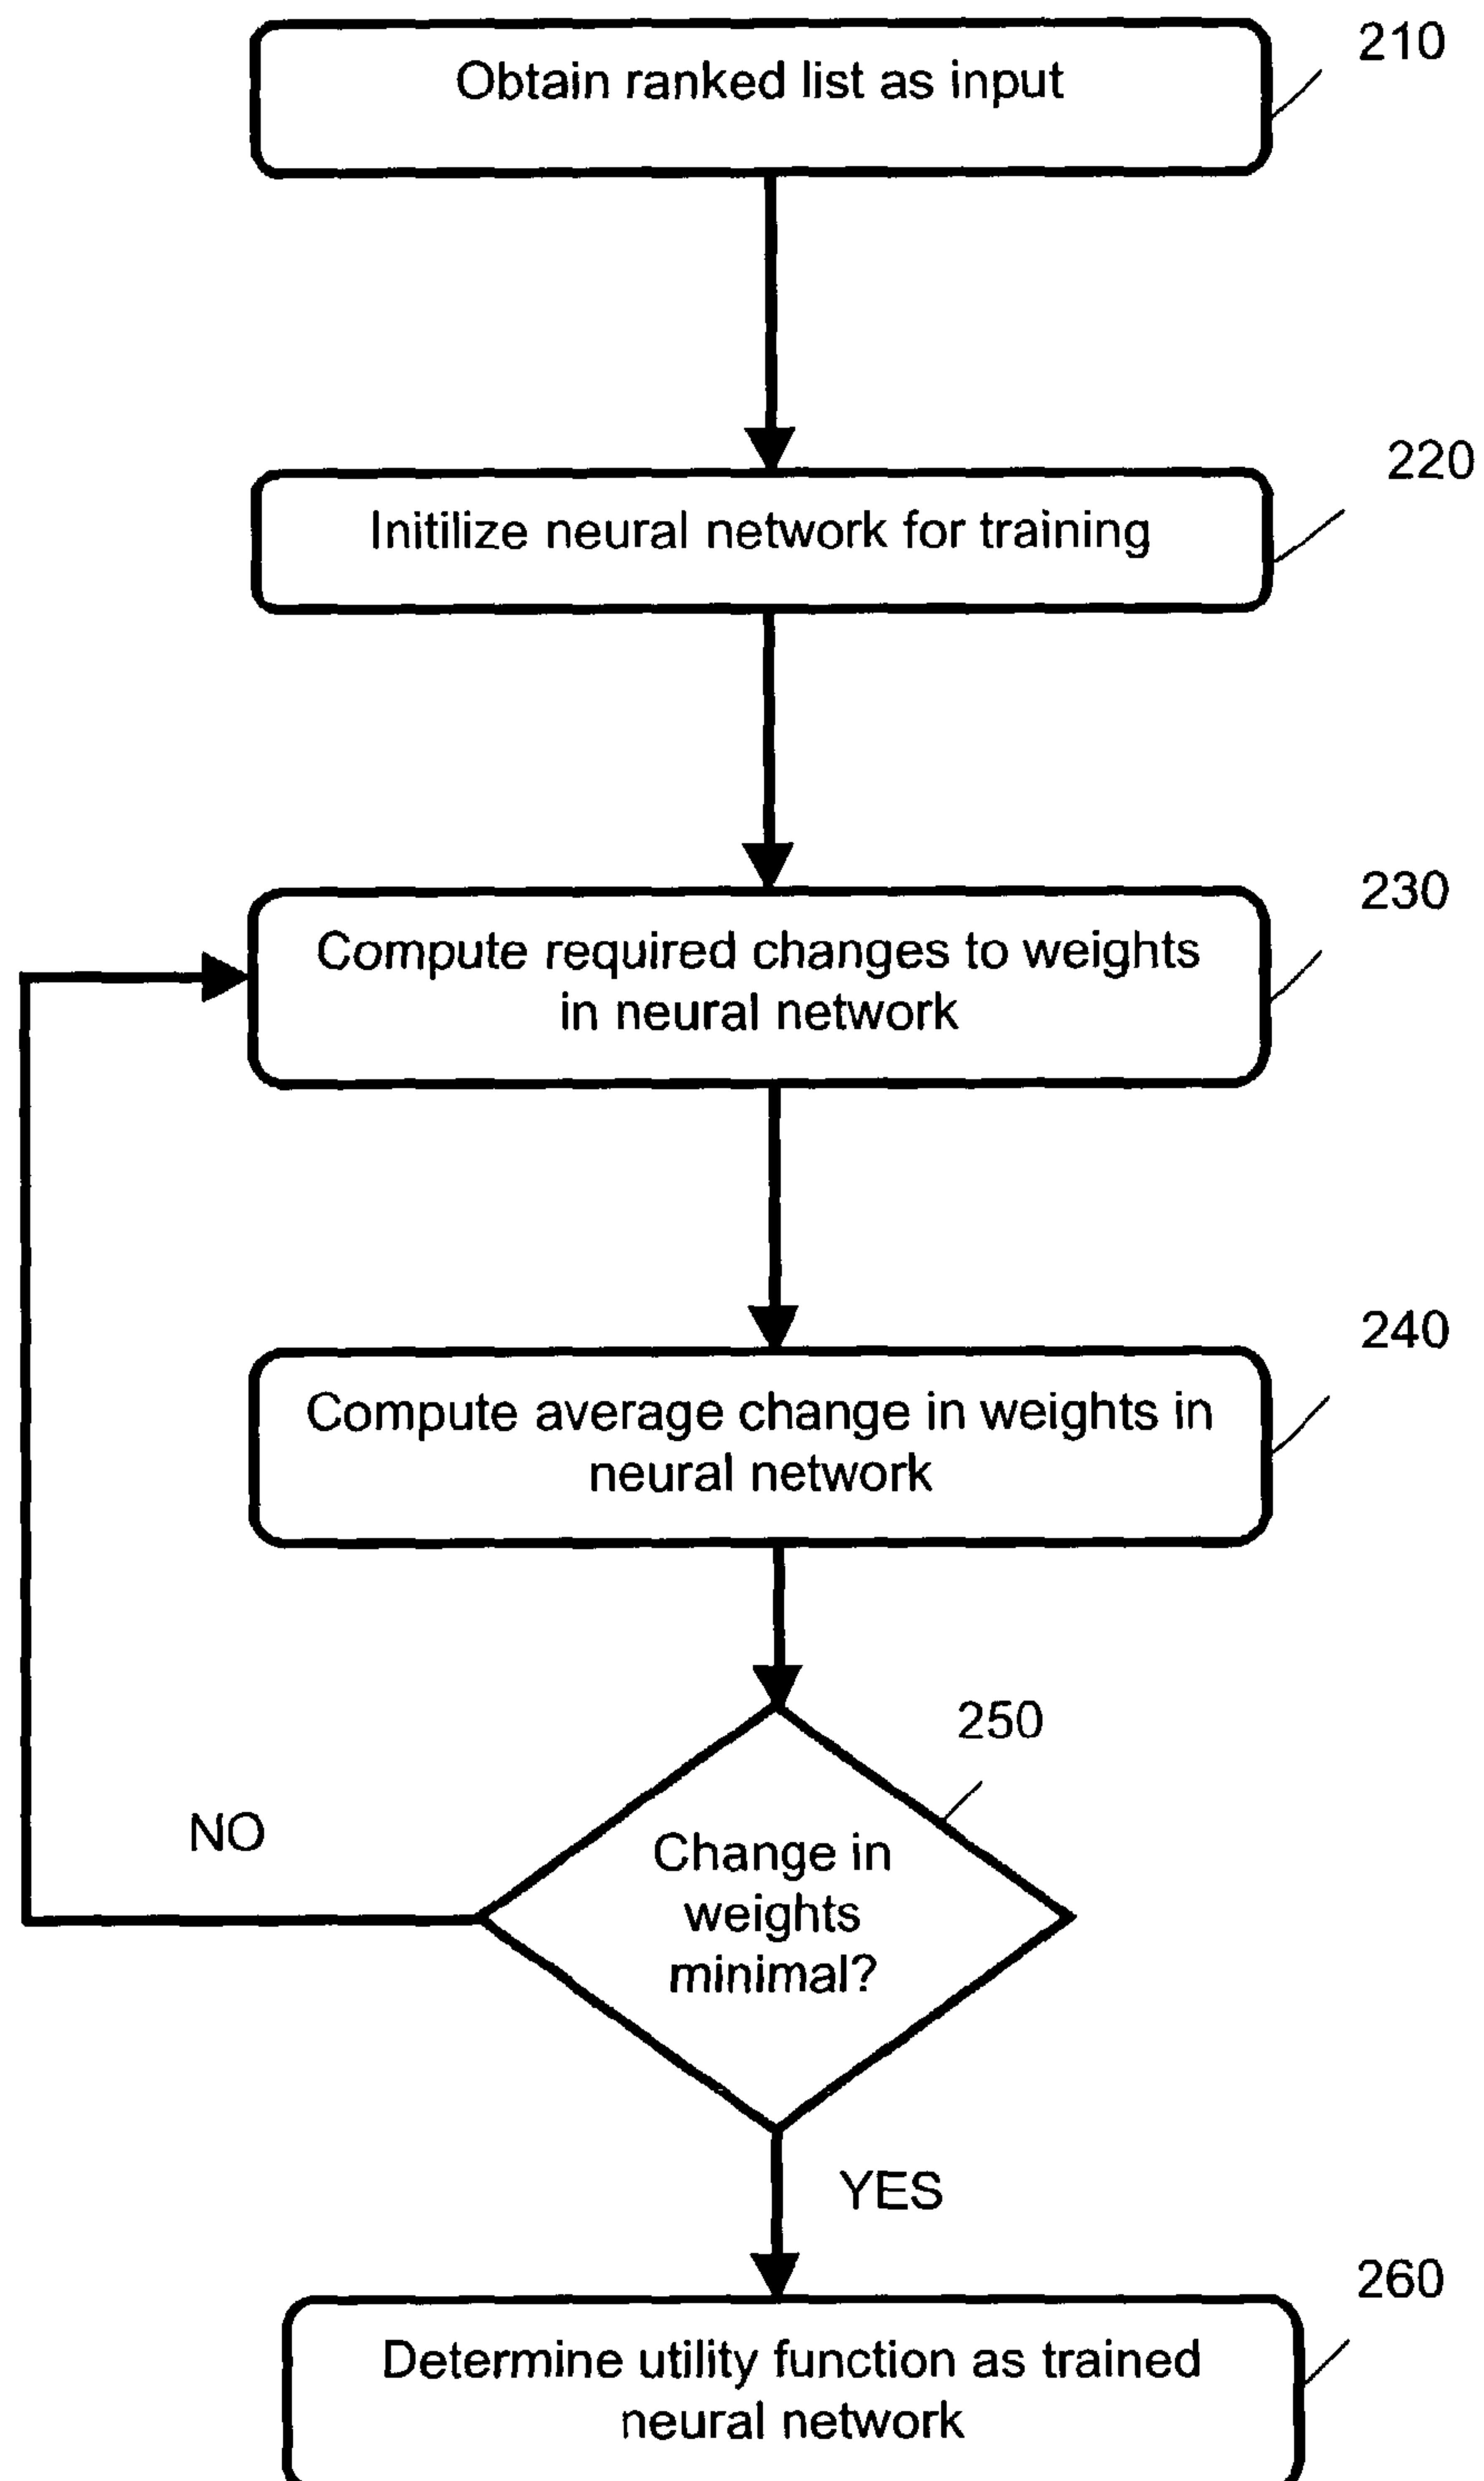 210
Obtain ranked list as input
220
Initilize neural network for training
230
Compute required changes to weights
in neural network
240
Compute average change in weights in
neural network
250
Change in
weights
minimal?
NO
YES
260
Determine utility function as trained
neural network